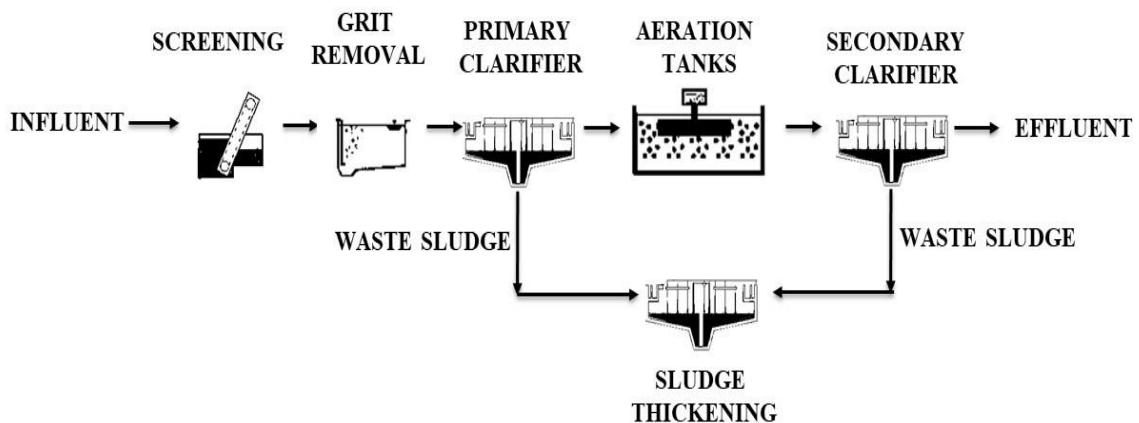 SCREENING
GRIT
REMOVAL
PRIMARY
CLARIFIER
AERATION
TANKS
SECONDARY
CLARIFIER
INFLUENT
EFFLUENT
WASTE SLUDGE
WASTE SLUDGE
SLUDGE
THICKENING